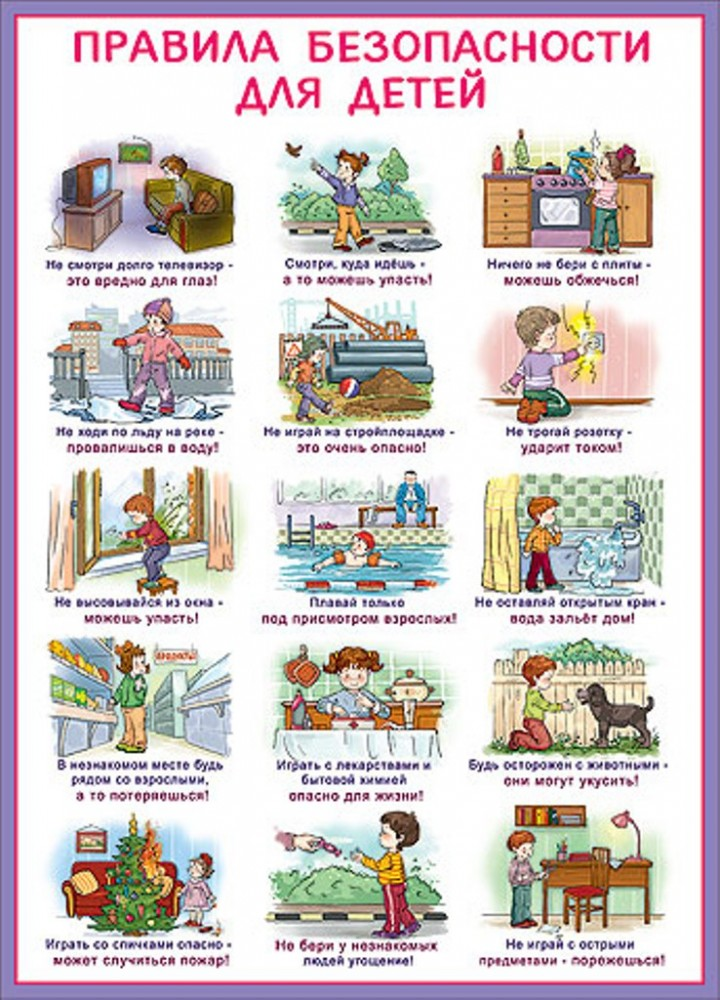 ПРАВИЛА БЕЗОПАСНОСТИ
ДЛЯ ДЕТЕЙ
Не смотри долго телевизор -
это вредно для глаз!
Смотри, куда идёшь -
а то можешь упасть!
Ничего не бери с плиты -
можешь обжечься!
Не ходи по льду на реке -
провалишься в воду!
Не играй на стройплощадке -
это очень опасно!
Не трогай розетку -
ударит током!
Не высовывайся из окна -
можешь упасть!
Плавай только
под присмотром взрослых!
Не оставляй открытым кран -
вода зальёт дом!
В незнакомом месте будь
рядом со взрослыми,
а то потеряешься!
Играть с лекарствами и
бытовой химией
опасно для жизни!
Будь осторожен с животными -
они могут укусить!
Играть со спичками опасно -
может случиться пожар!
Не бери у незнакомых
людей угощение!
Не играй с острыми
предметами - порежешься!